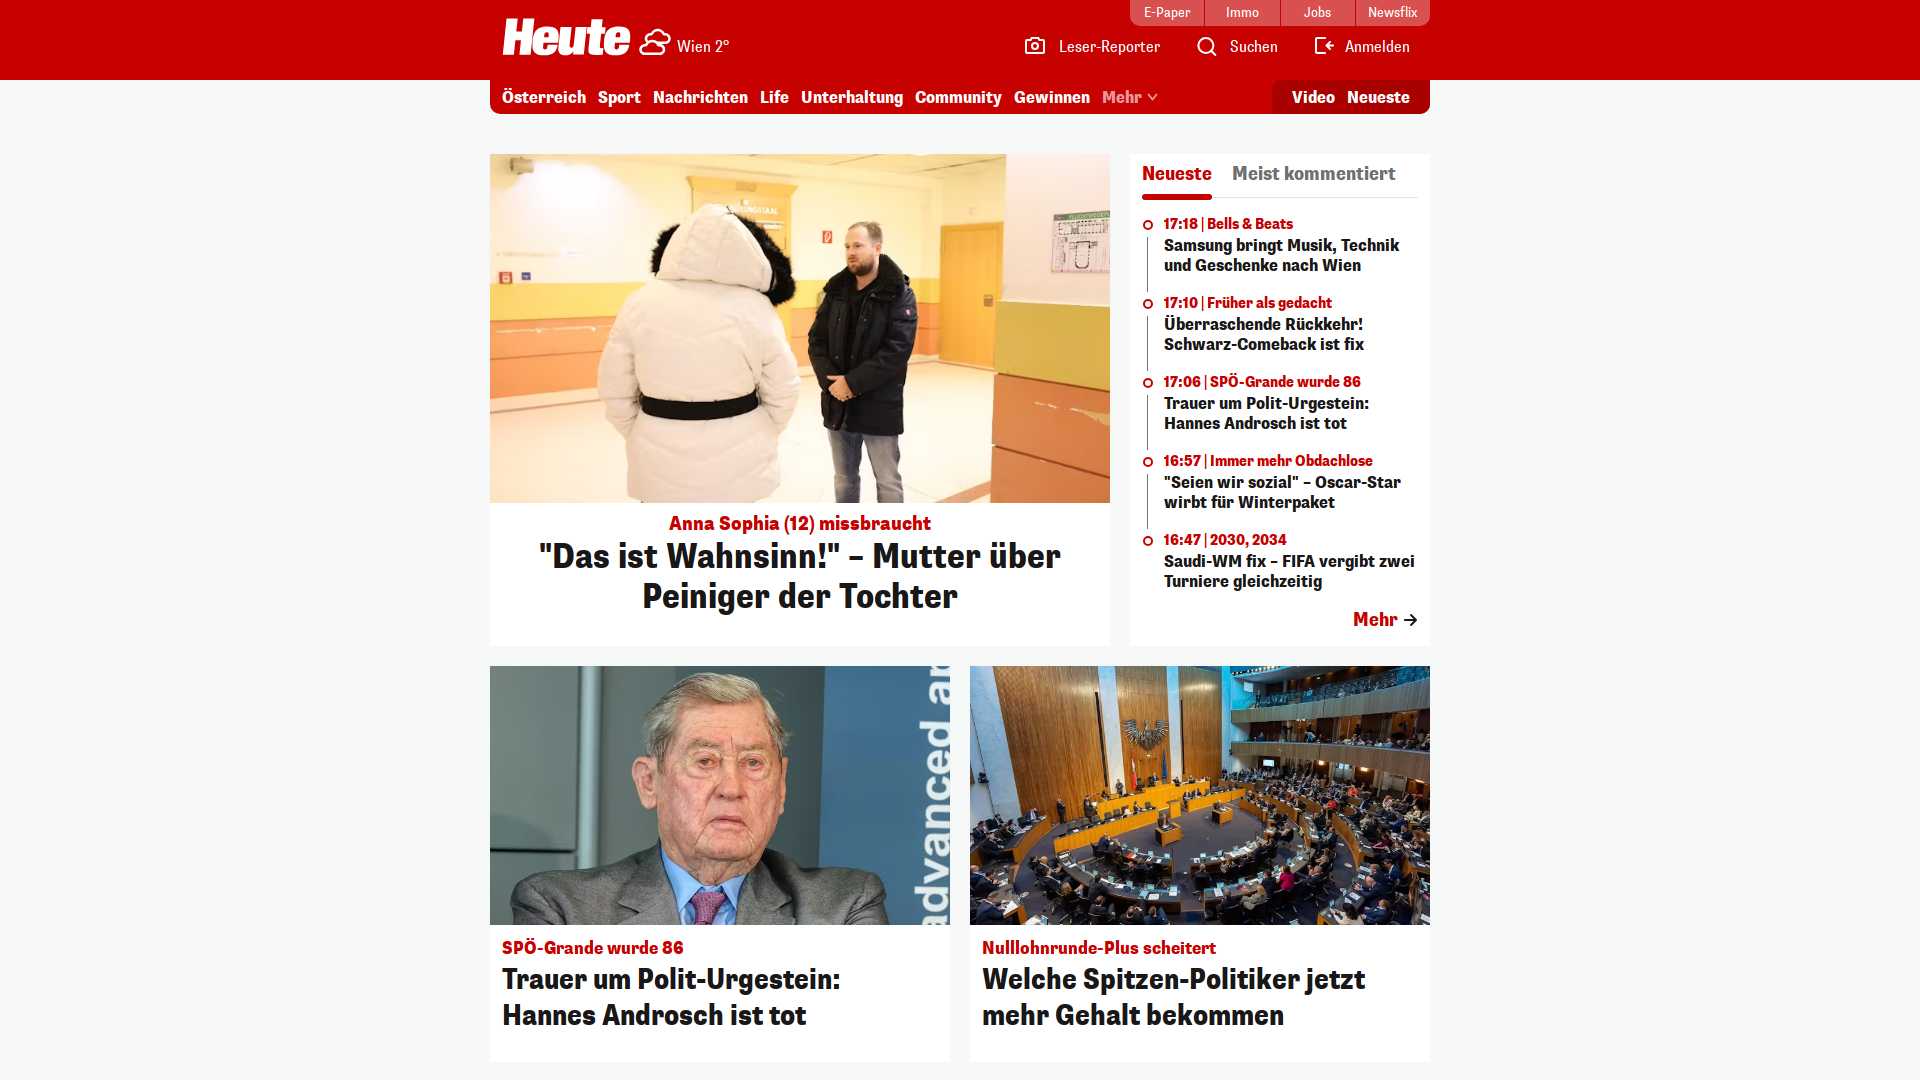 E-Paper
Immo
Jobs
Newsflix
Heute
Wien 2°
Leser-Reporter
Suchen
Anmelden
Österreich
Sport
Nachrichten
Life
Unterhaltung
Community
Gewinnen
Mehr
Video
Neueste
Anna Sophia (12) missbraucht
"Das ist Wahnsinn!" – Mutter über
Peiniger der Tochter
Neueste
Meist kommentiert
17:18 | Bells & Beats
Samsung bringt Musik, Technik
und Geschenke nach Wien
17:10 | Früher als gedacht
Überraschende Rückkehr!
Schwarz-Comeback ist fix
17:06 | SPÖ-Grande wurde 86
Trauer um Polit-Urgestein:
Hannes Androsch ist tot
16:57 | Immer mehr Obdachlose
"Seien wir sozial" – Oscar-Star
wirbt für Winterpaket
16:47 | 2030, 2034
Saudi-WM fix – FIFA vergibt zwei
Turniere gleichzeitig
Mehr
advanced
SPÖ-Grande wurde 86
Trauer um Polit-Urgestein:
Hannes Androsch ist tot
Nulllohnrunde-Plus scheitert
Welche Spitzen-Politiker jetzt
mehr Gehalt bekommen